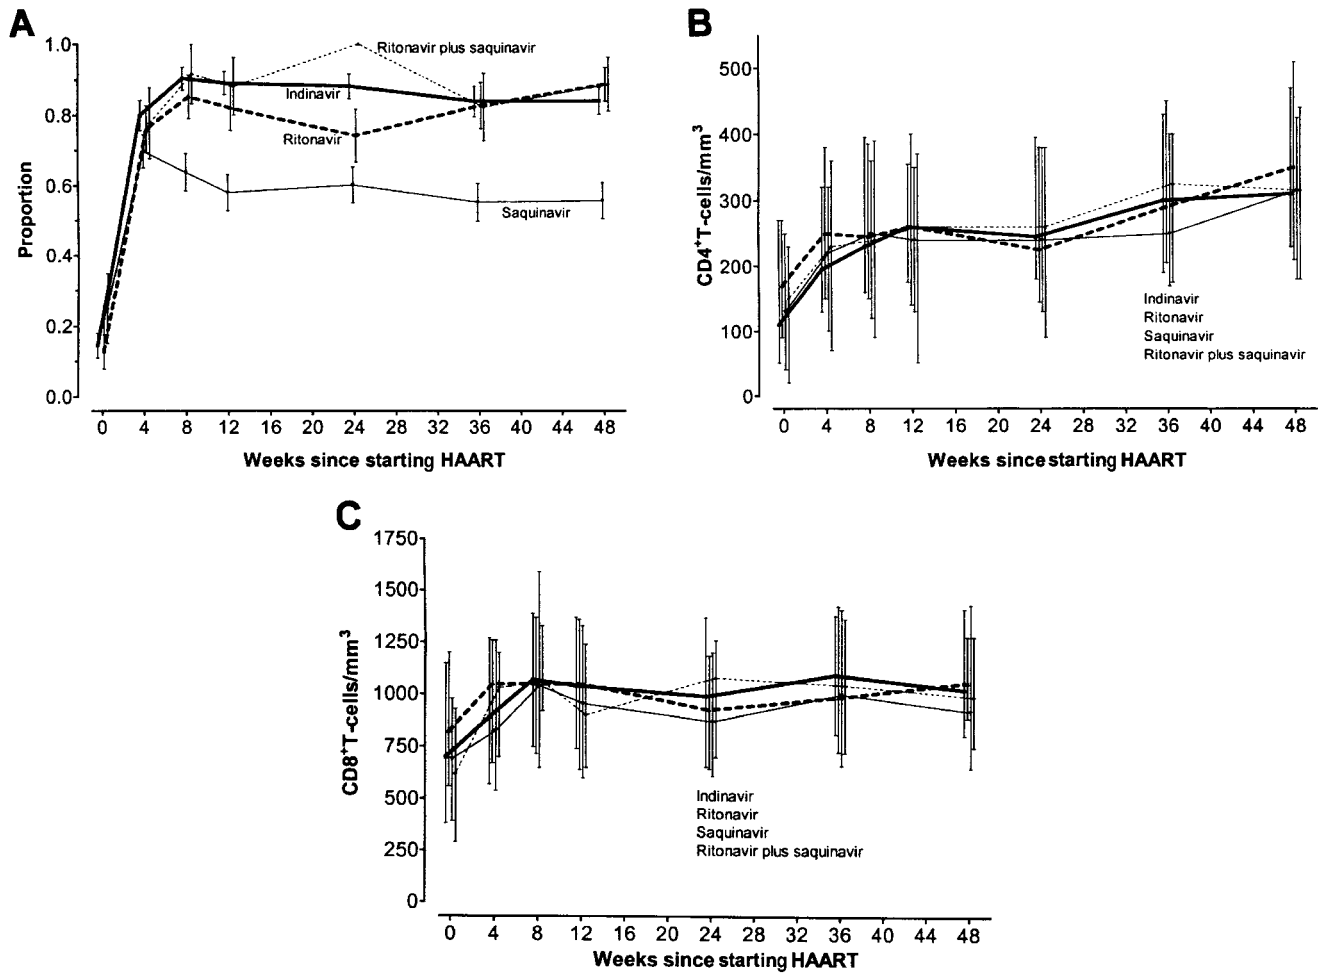 A
1.0
0.8
0.6
0.4
0.2
0.0
Proportion
Ritonavir plus saquinavir
Indinavir
Ritonavir
Saquinavir
0 4 8 12 16 20 24 28 32 36 40 44 48
Weeks since starting HAART
B
500
400
300
200
100
0
CD4+T-cells/mm3
Indinavir
Ritonavir
Saquinavir
Ritonavir plus saquinavir
0 4 8 12 16 20 24 28 32 36 40 44 48
Weeks since starting HAART
C
1750
1500
1250
1000
750
500
250
0
CD8+T-cells/mm3
Indinavir
Ritonavir
Saquinavir
Ritonavir plus saquinavir
0 4 8 12 16 20 24 28 32 36 40 44 48
Weeks since starting HAART